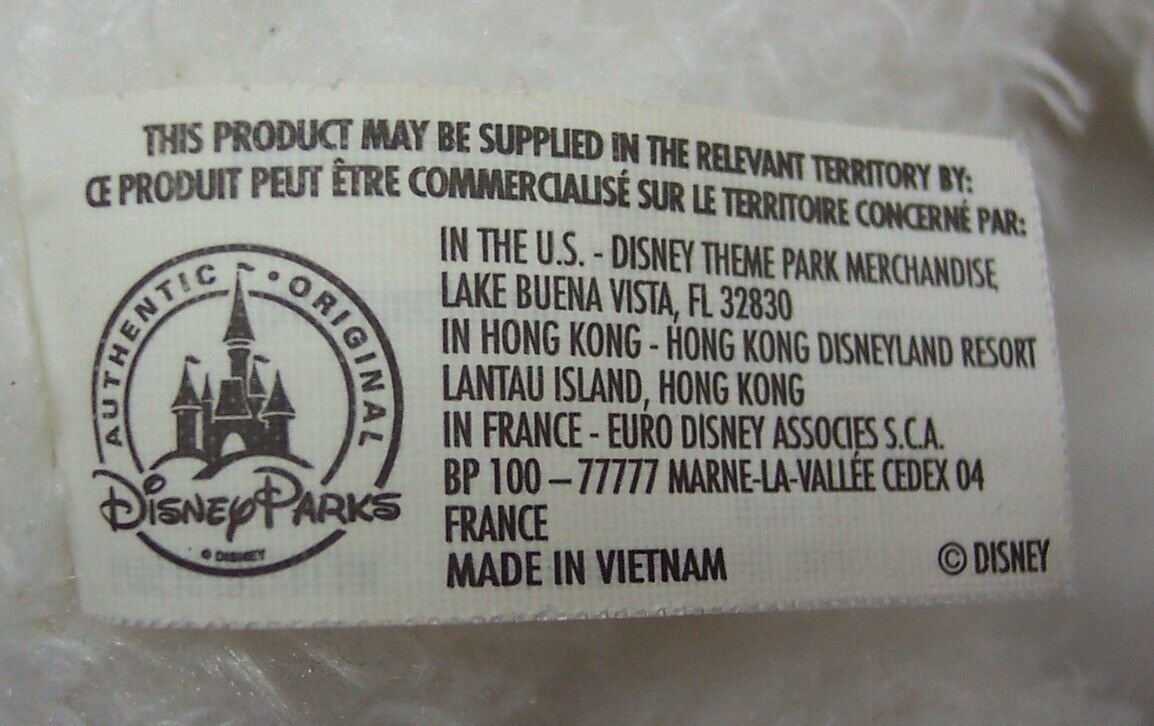 THIS PRODUCT MAY BE SUPPLIED IN THE RELEVANT TERRITORY BY:
CE PRODUIT PEUT ÊTRE COMMERCIALISÉ SUR LE TERRITOIRE CONCERNÉ PAR:
AUTHENTIC • ORIGINAL
DISNEY PARKS
© DISNEY
IN THE U.S. - DISNEY THEME PARK MERCHANDISE,
LAKE BUENA VISTA, FL 32830
IN HONG KONG - HONG KONG DISNEYLAND RESORT
LANTAU ISLAND, HONG KONG
IN FRANCE - EURO DISNEY ASSOCIES S.C.A.
BP 100 – 77777 MARNE-LA-VALLÉE CEDEX 04
FRANCE
MADE IN VIETNAM
© DISNEY